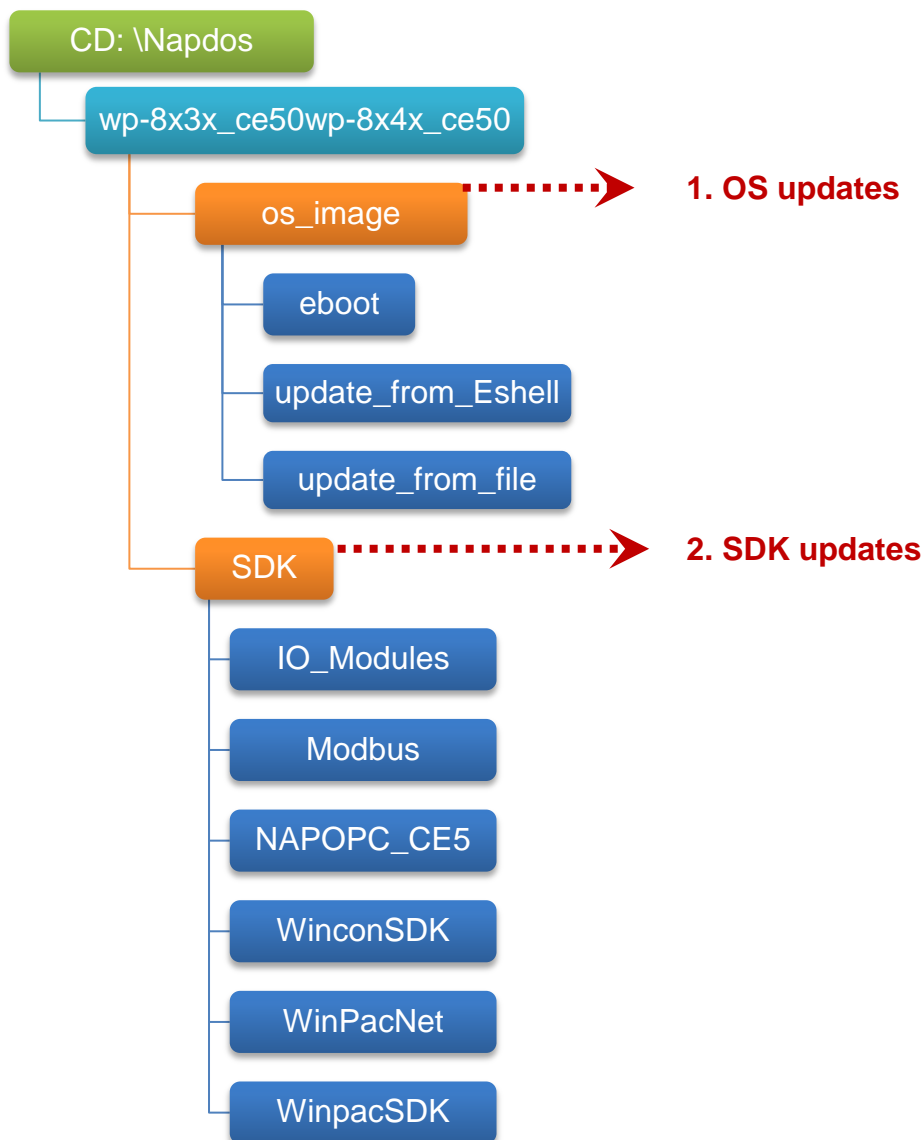 CD: \Napdos
wp-8x3x_ce50wp-8x4x_ce50
os_image
1. OS updates
eboot
update_from_Eshell
update_from_file
SDK
2. SDK updates
IO_Modules
Modbus
NAPOPC_CE5
WinconSDK
WinPacNet
WinpacSDK